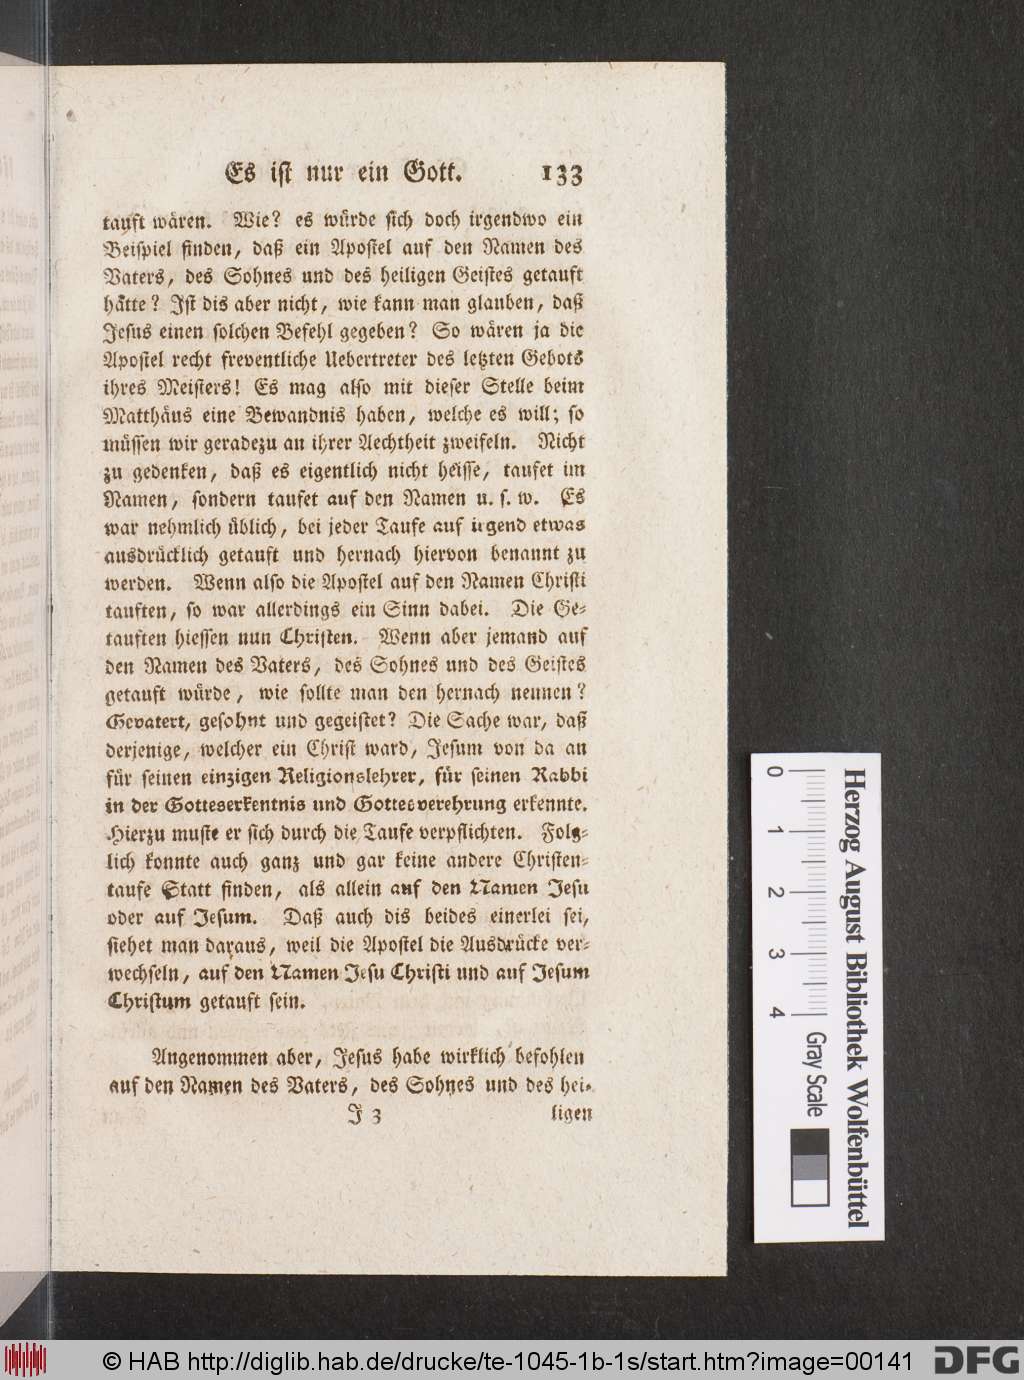 Es ist nur ein Gott. 133
tauft wären. Wie? es würde sich doch irgendwo ein
Beispiel finden, daß ein Apostel auf den Namen des
Vaters, des Sohnes und des heiligen Geistes getauft
hätte? Ist dis aber nicht, wie kann man glauben, daß
Jesus einen solchen Befehl gegeben? So wären ja die
Apostel recht freventliche Uebertreter des letzten Gebots
ihres Meisters! Es mag also mit dieser Stelle beim
Matthäus eine Bewandnis haben, welche es will; so
müssen wir geradezu an ihrer Aechtheit zweifeln. Nicht
zu gedenken, daß es eigentlich nicht heisse, taufet im
Namen, sondern taufet auf den Namen u. s. w. Es
war nehmlich üblich, bei jeder Taufe auf irgend etwas
ausdrücklich getauft und hernach hiervon benannt zu
werden. Wenn also die Apostel auf den Namen Christi
tauften, so war allerdings ein Sinn dabei. Die Ge-
tauften hiessen nun Christen. Wenn aber jemand auf
den Namen des Vaters, des Sohnes und des Geistes
getauft würde, wie sollte man den hernach nennen?
Gevatert, gesohnt und gegeistet? Die Sache war, daß
derjenige, welcher ein Christ ward, Jesum von da an
für seinen einzigen Religionslehrer, für seinen Rabbi
in der Gotteserkentnis und Gottesverehrung erkennte.
Hierzu muste er sich durch die Taufe verpflichten. Folg-
lich konnte auch ganz und gar keine andere Christen-
taufe Statt finden, als allein auf den Namen Jesu
oder auf Jesum. Daß auch dis beides einerlei sei,
siehet man daraus, weil die Apostel die Ausdrücke ver-
wechseln, auf den Namen Jesu Christi und auf Jesum
Christum getauft sein.
Angenommen aber, Jesus habe wirklich befohlen
auf den Namen des Vaters, des Sohnes und des hei-
J 3 ligen
0 1 2 3 4 Gray Scale
Herzog August Bibliothek Wolfenbüttel
© HAB http://diglib.hab.de/drucke/te-1045-1b-1s/start.htm?image=00141 DFG